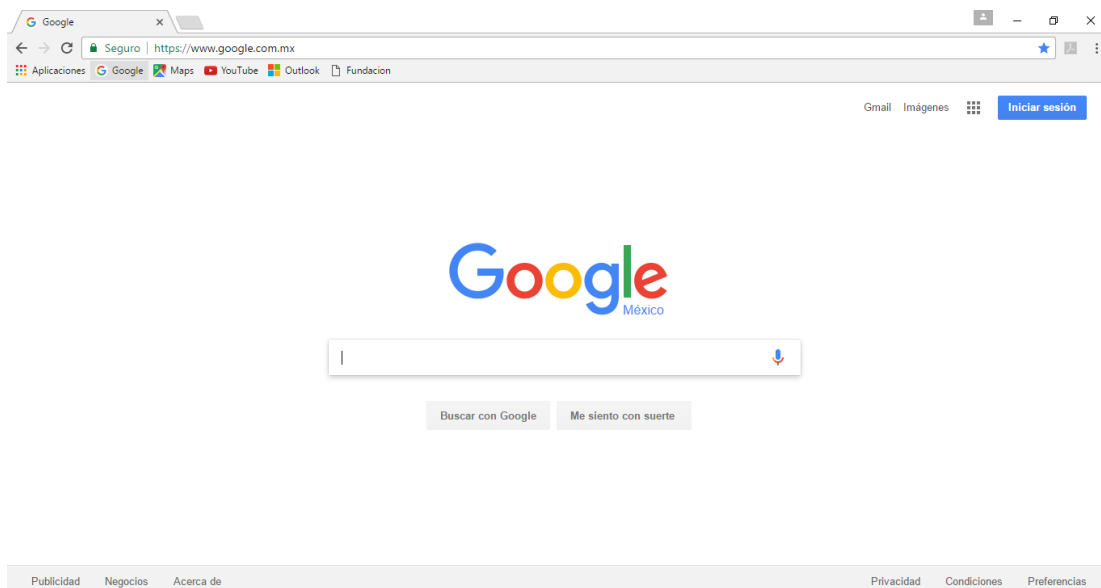 Google
Seguro | https://www.google.com.mx
Aplicaciones Google Maps YouTube Outlook Fundacion
Gmail Imágenes Iniciar sesión
Google
México
Buscar con Google Me siento con suerte
Publicidad Negocios Acerca de Privacidad Condiciones Preferencias